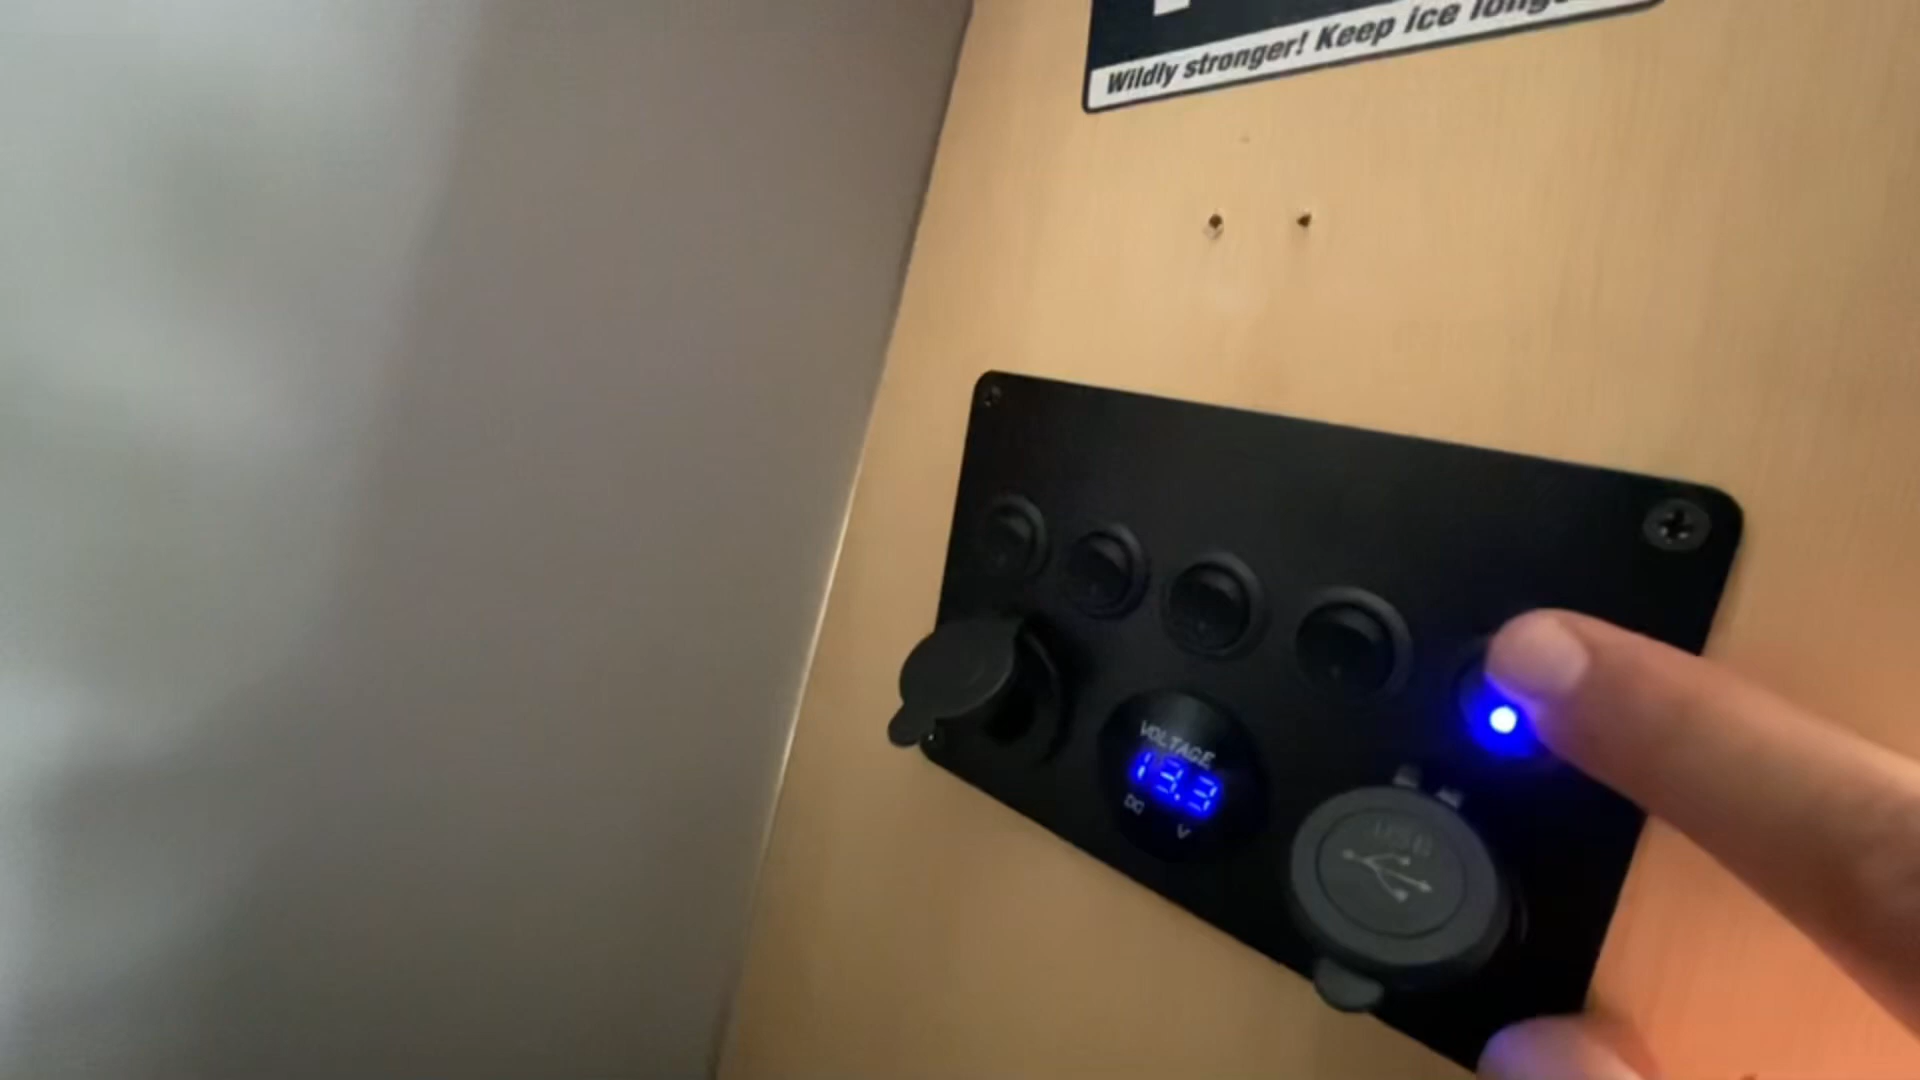 Wildly stronger! Keep ice longe
VOLTAGE
13.3
DC V
USB